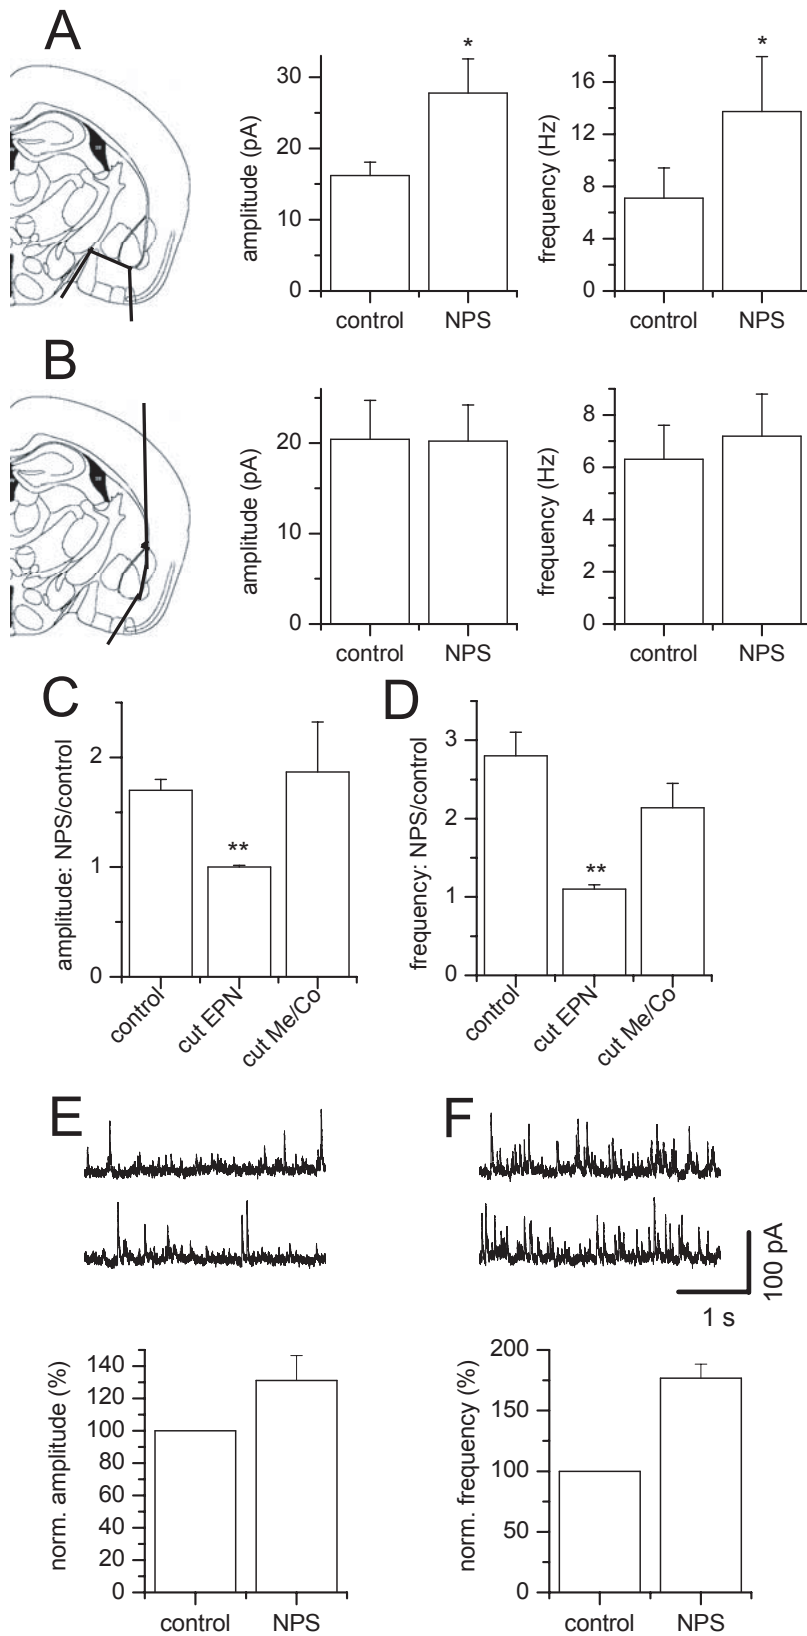 A
amplitude (pA)
30
20
10
0
*
control
NPS
frequency (Hz)
16
12
8
4
0
*
control
NPS
B
amplitude (pA)
20
10
0
control
NPS
frequency (Hz)
8
6
4
2
0
control
NPS
C
amplitude: NPS/control
2
1
0
**
control
cut EPN
cut Me/Co
D
frequency: NPS/control
3
2
1
0
**
control
cut EPN
cut Me/Co
E
F
100 pA
1 s
norm. amplitude (%)
140
120
100
80
60
40
20
0
control
NPS
norm. frequency (%)
200
150
100
50
0
control
NPS